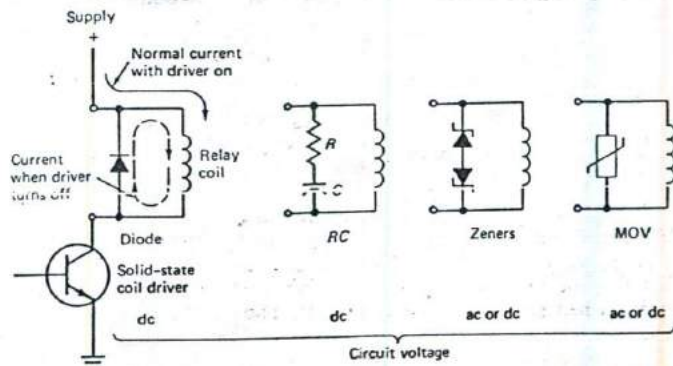 Supply
+
Normal current
with driver on
Current
when driver
turns off
Relay
coil
R
C
Diode
RC
Zeners
MOV
Solid-state
coil driver
dc
dc
ac or dc
ac or dc
Circuit voltage